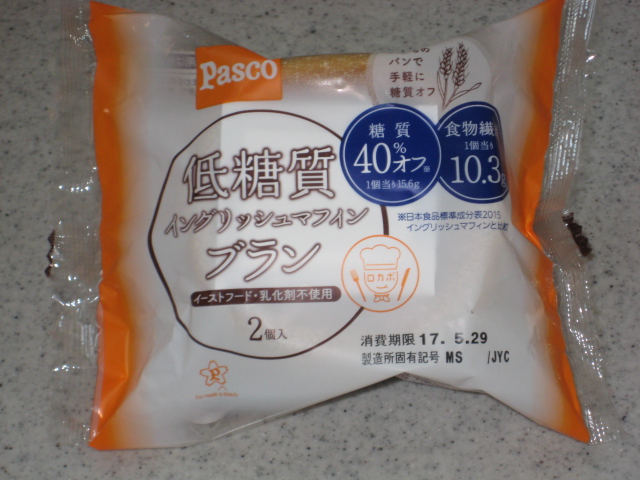 Pasco
パンで
手軽に
糖質オフ
糖質
40%オフ※
1個当り15.6g
食物繊
1個当り
10.3g
※日本食品標準成分表2015
イングリッシュマフィンと比較
低糖質
イングリッシュマフィン
ブラン
イーストフード・乳化剤不使用
2個入
ロカボ
消費期限 17. 5.29
製造所固有記号 MS /JYC